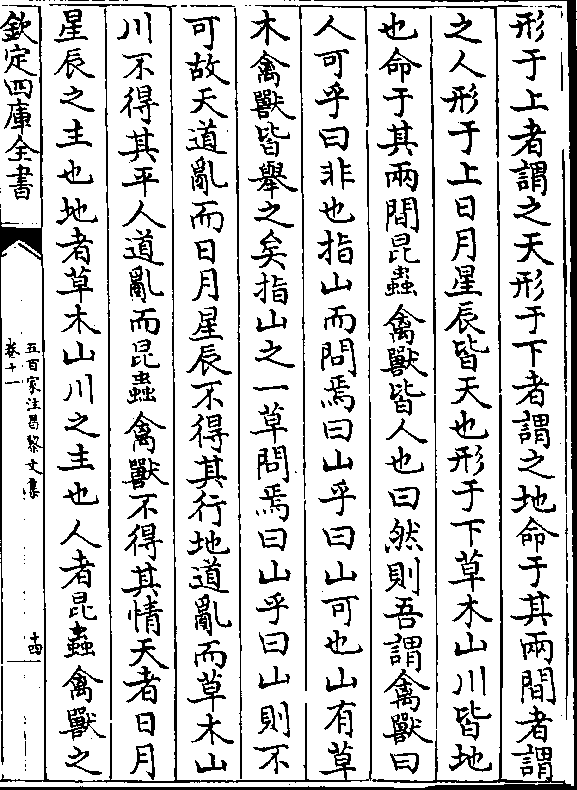 形于上者謂之天形于下者謂之地命于其兩間者謂
之人形于上日月星辰皆天也形于下草木山川皆地
也命于其兩間昆蟲禽獸皆人也曰然則吾謂禽獸曰
人可乎曰非也指山而問焉曰山乎曰山可也山有草
木禽獸皆舉之矣指山之一草問焉曰山乎曰山則不
可故天道亂而日月星辰不得其行地道亂而草木山
川不得其平人道亂而昆蟲禽獸不得其情天者日月
星辰之主也地者草木山川之主也人者昆蟲禽獸之
欽定四庫全書
五百家注昌黎文集
卷十一
十四